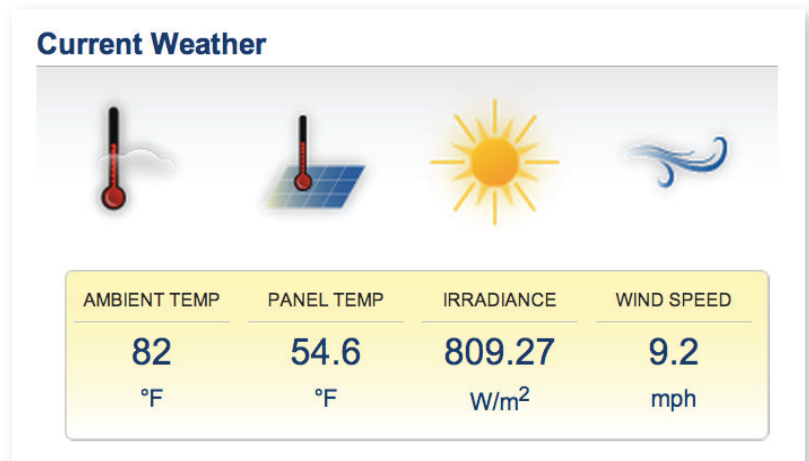 Current Weather
AMBIENT TEMP PANEL TEMP IRRADIANCE WIND SPEED
82 54.6 809.27 9.2
°F °F W/m² mph